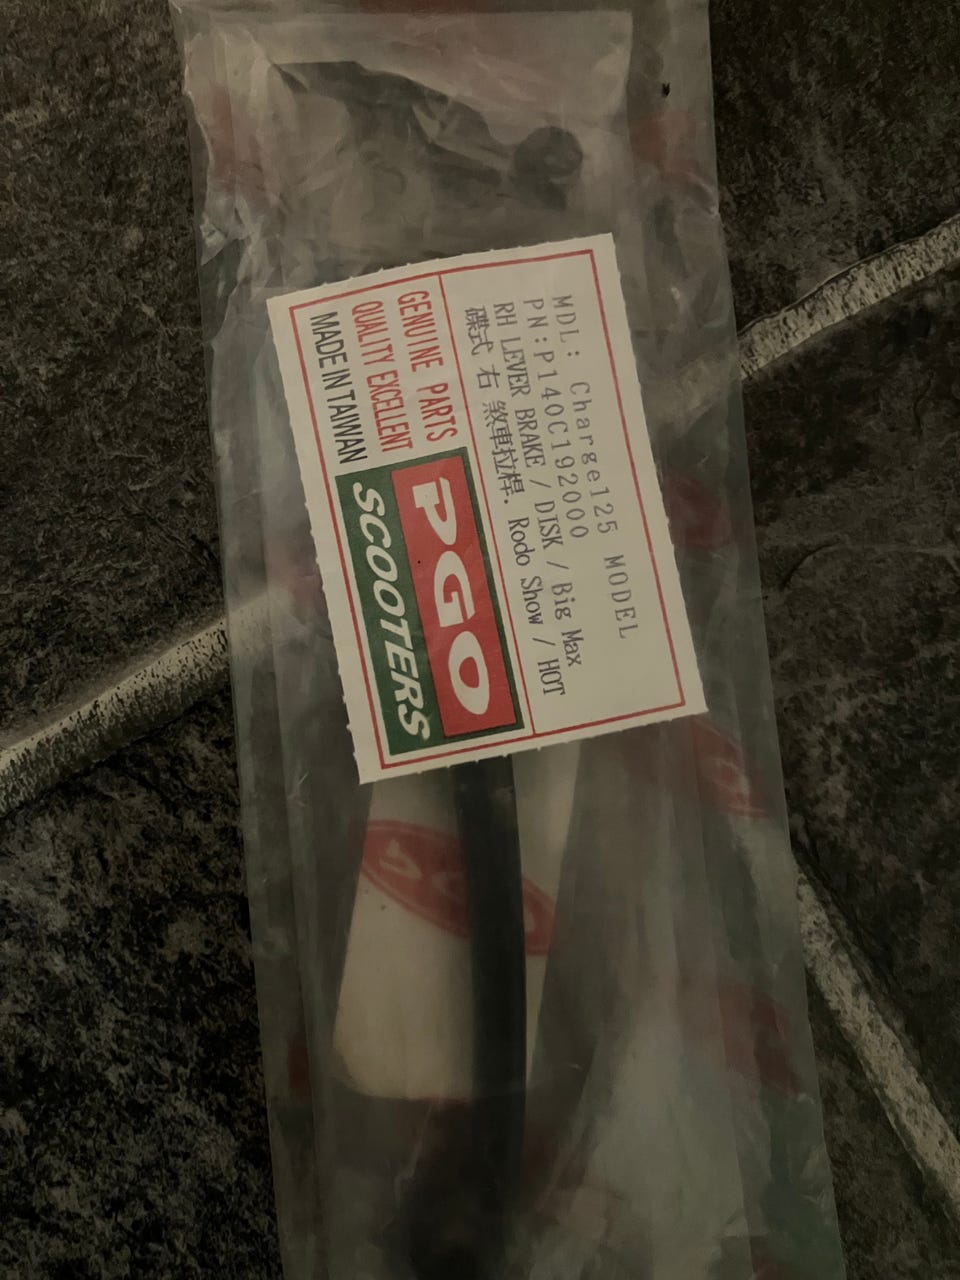 MDL: Charge125 MODEL
PN:P140C192000
RH LEVER BRAKE / DISK / Big Max
碟式 右 煞車拉桿. Rodo Show / HOT
GENUINE PARTS
QUALITY EXCELLENT
MADE IN TAIWAN
PGO
SCOOTERS
PGO